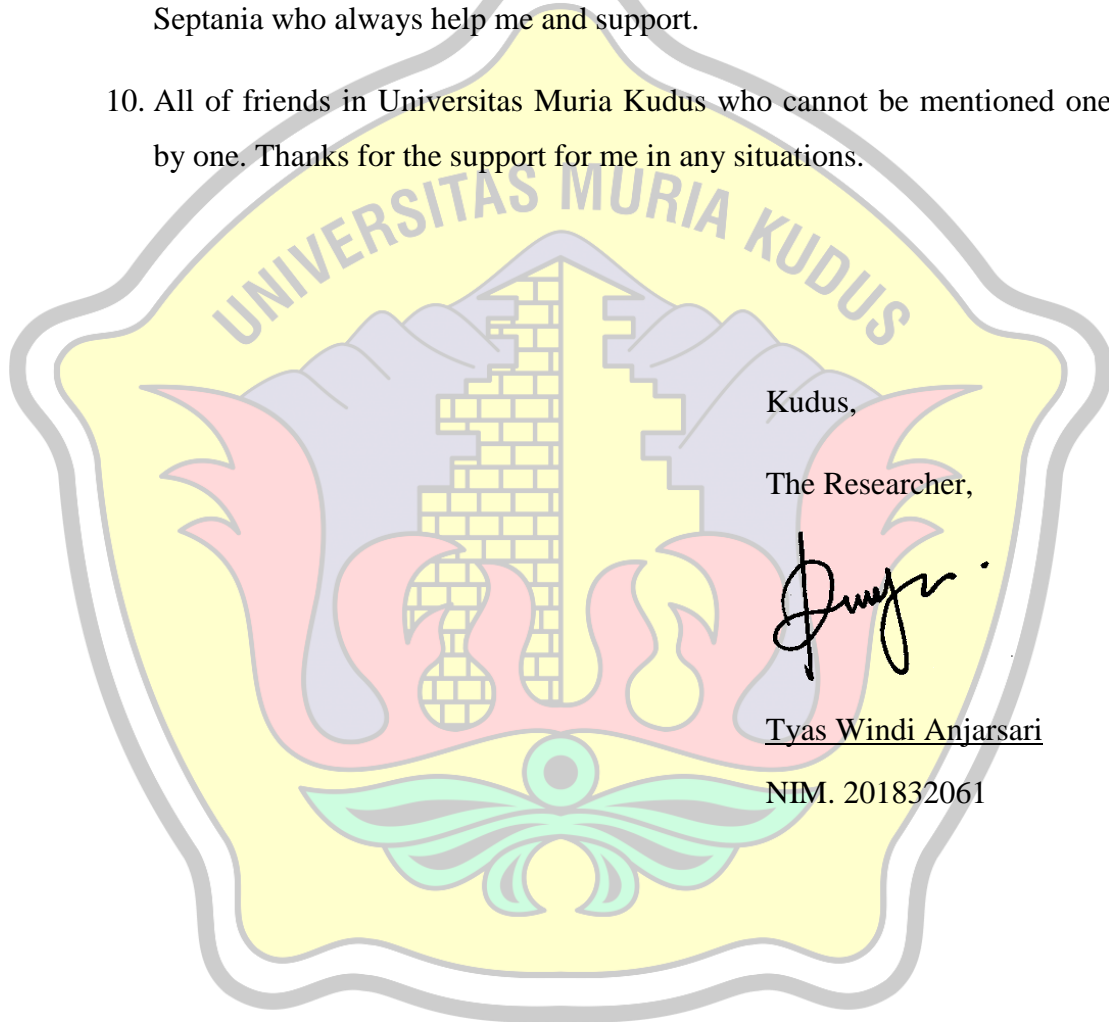 Septania who always help me and support.
10. All of friends in Universitas Muria Kudus who cannot be mentioned one
by one. Thanks for the support for me in any situations.
UNIVERSITAS MURIA KUDUS
Kudus,
The Researcher,
Tyas Windi Anjarsari
NIM. 201832061